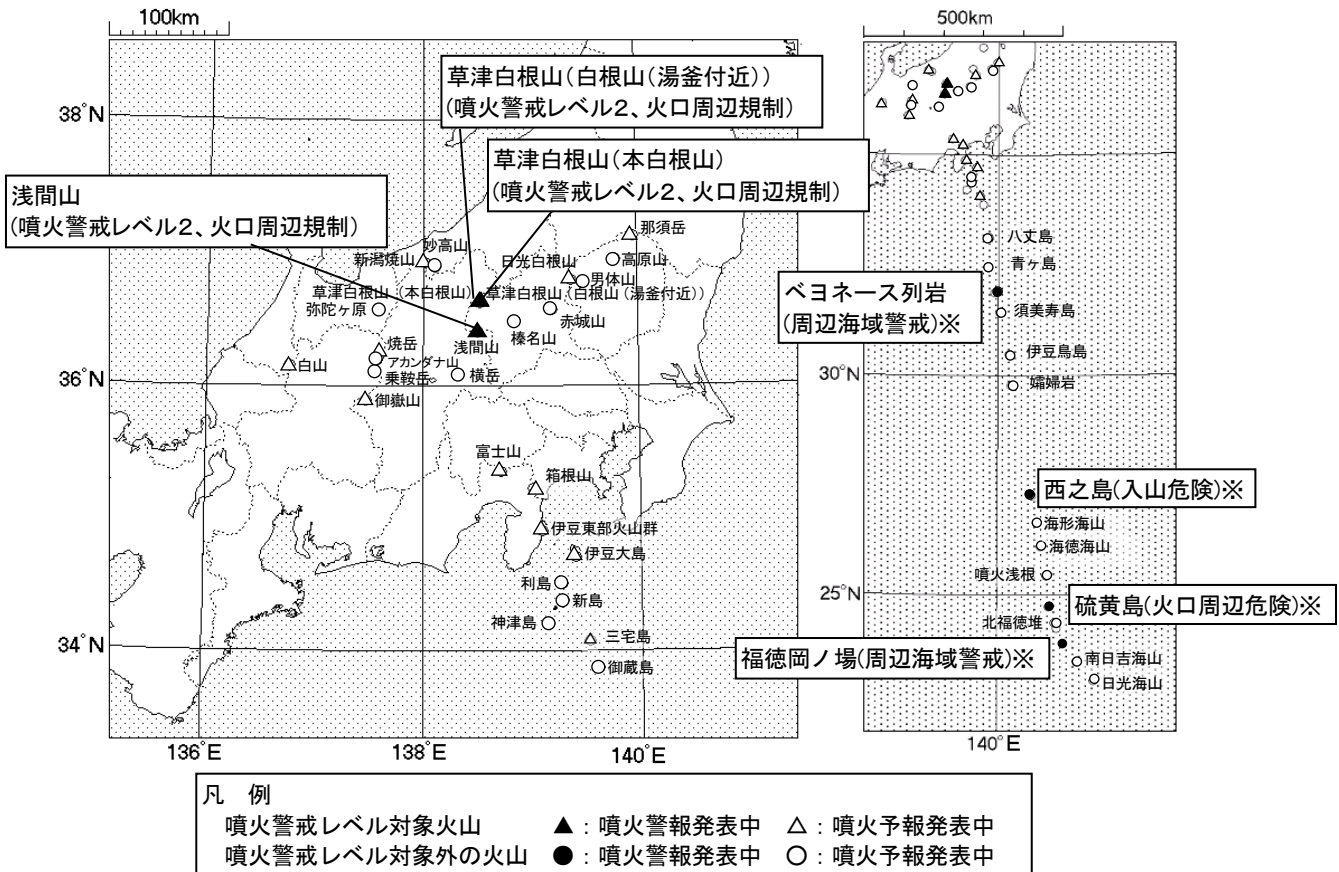 100km
500km
草津白根山(白根山(湯釜付近))
(噴火警戒レベル2、火口周辺規制)
草津白根山(本白根山)
(噴火警戒レベル2、火口周辺規制)
浅間山
(噴火警戒レベル2、火口周辺規制)
38°N
36°N
34°N
136°E
138°E
140°E
那須岳
妙高山
新潟焼山
日光白根山
高原山
男体山
草津白根山(本白根山)
草津白根山(白根山(湯釜付近))
弥陀ヶ原
赤城山
榛名山
浅間山
焼岳
アカンダナ山
乗鞍岳
白山
横岳
御嶽山
富士山
箱根山
伊豆東部火山群
伊豆大島
利島
新島
神津島
三宅島
御蔵島
八丈島
青ヶ島
ベヨネース列岩
(周辺海域警戒)※
須美寿島
伊豆鳥島
30°N
孀婦岩
西之島(入山危険)※
海形海山
海徳海山
噴火浅根
25°N
硫黄島(火口周辺危険)※
北福徳堆
福徳岡ノ場(周辺海域警戒)※
南日吉海山
日光海山
140°E
凡 例
噴火警戒レベル対象火山 ▲:噴火警報発表中 △:噴火予報発表中
噴火警戒レベル対象外の火山 ●:噴火警報発表中 ○:噴火予報発表中